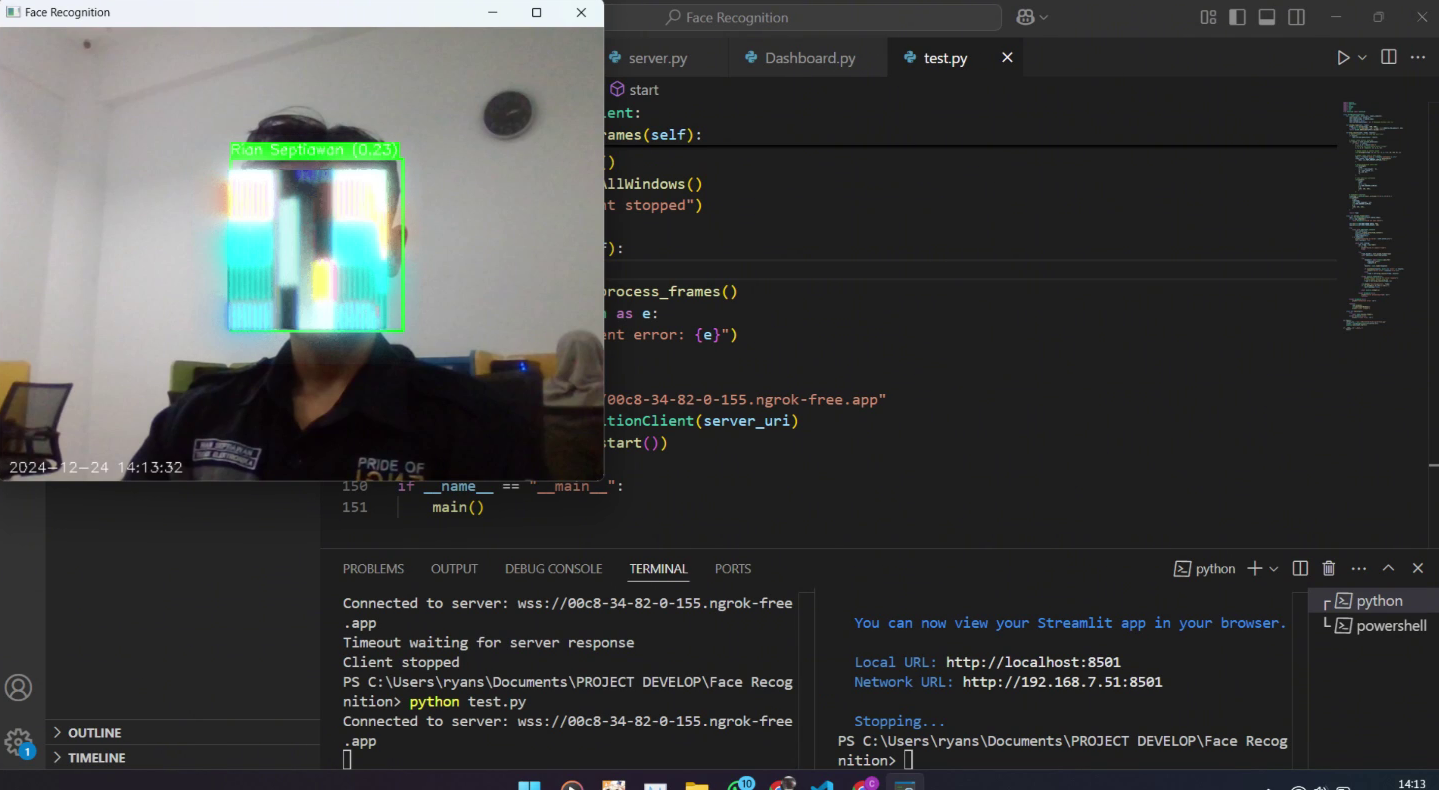 Face Recognition
Face Recognition
server.py
Dashboard.py
test.py
start
ent:
ames(self):
)
llWindows()
t stopped")
):
process_frames()
as e:
ent error: {e}")
00c8-34-82-0-155.ngrok-free.app"
tionClient(server_uri)
start())
150 if __name__ == "__main__":
151 main()
Rian Septiawan (0.23)
PRIDE OF
2024-12-24 14:13:32
PROBLEMS OUTPUT DEBUG CONSOLE TERMINAL PORTS
python
Connected to server: wss://00c8-34-82-0-155.ngrok-free
.app
Timeout waiting for server response
Client stopped
PS C:\Users\ryans\Documents\PROJECT DEVELOP\Face Recog
nition> python test.py
Connected to server: wss://00c8-34-82-0-155.ngrok-free
.app
You can now view your Streamlit app in your browser.
Local URL: http://localhost:8501
Network URL: http://192.168.7.51:8501
Stopping...
PS C:\Users\ryans\Documents\PROJECT DEVELOP\Face Recog
nition>
python
powershell
1
OUTLINE
TIMELINE
10
14:13